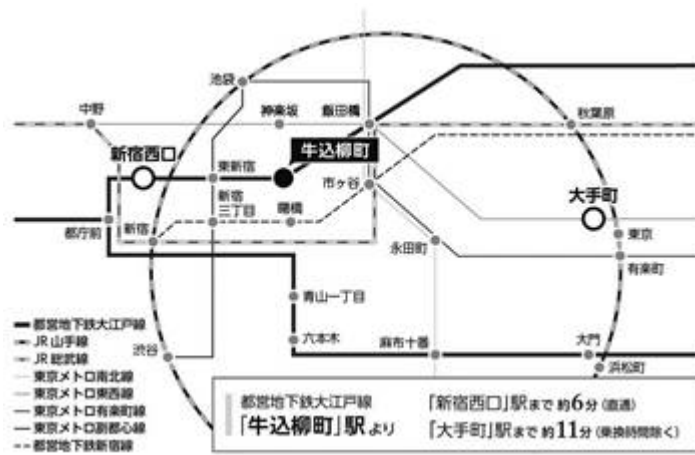 池袋
中野
神楽坂
飯田橋
秋葉原
新宿西口
牛込柳町
東新宿
市ヶ谷
大手町
新宿
三丁目
曙橋
都庁前
新宿
永田町
東京
有楽町
青山一丁目
六本木
麻布十番
大門
渋谷
浜松町
都営地下鉄大江戸線
JR山手線
JR総武線
東京メトロ南北線
東京メトロ東西線
東京メトロ有楽町線
東京メトロ副都心線
都営地下鉄新宿線
都営地下鉄大江戸線
「牛込柳町」駅より
「新宿西口」駅まで 約6分(直通)
「大手町」駅まで 約11分(乗換時間除く)